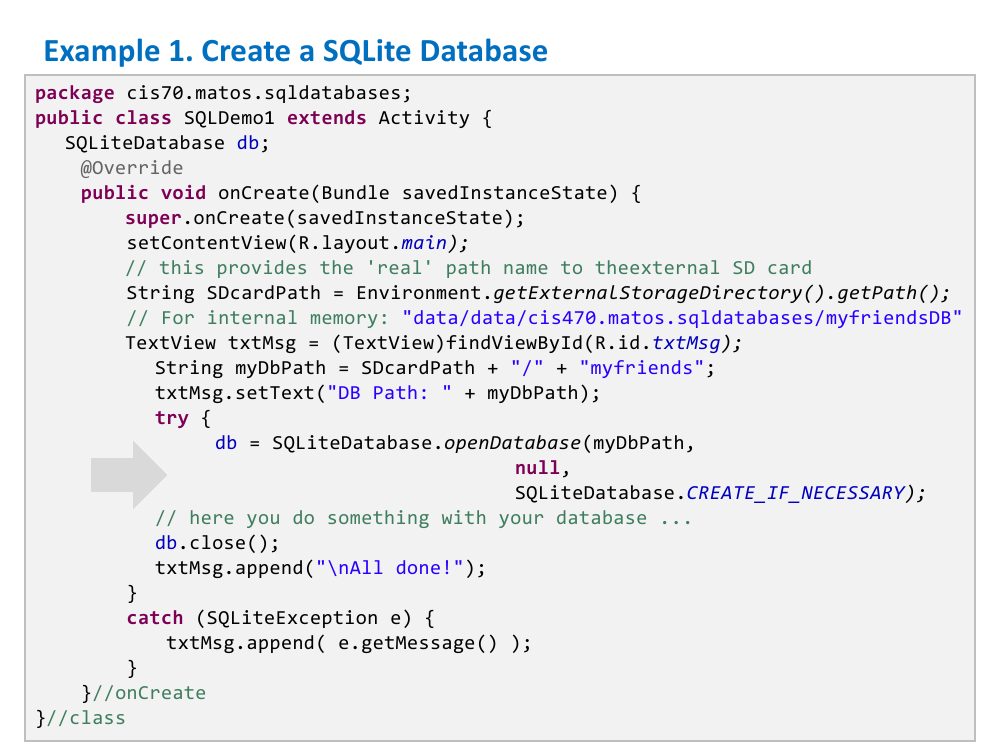 Example 1. Create a SQLite Database
package cis70.matos.sqldatabases;
public class SQLDemo1 extends Activity {
SQLiteDatabase db;
@Override
public void onCreate(Bundle savedInstanceState) {
super.onCreate(savedInstanceState);
setContentView(R.layout.main);
// this provides the 'real' path name to theexternal SD card
String SDcardPath = Environment.getExternalStorageDirectory().getPath();
// For internal memory: "data/data/cis470.matos.sqldatabases/myfriendsDB"
TextView txtMsg = (TextView)findViewById(R.id.txtMsg);
String myDbPath = SDcardPath + "/" + "myfriends";
txtMsg.setText("DB Path: " + myDbPath);
try {
db = SQLiteDatabase.openDatabase(myDbPath,
null,
SQLiteDatabase.CREATE_IF_NECESSARY);
// here you do something with your database ...
db.close();
txtMsg.append("\nAll done!");
}
catch (SQLiteException e) {
txtMsg.append( e.getMessage() );
}
}//onCreate
}//class